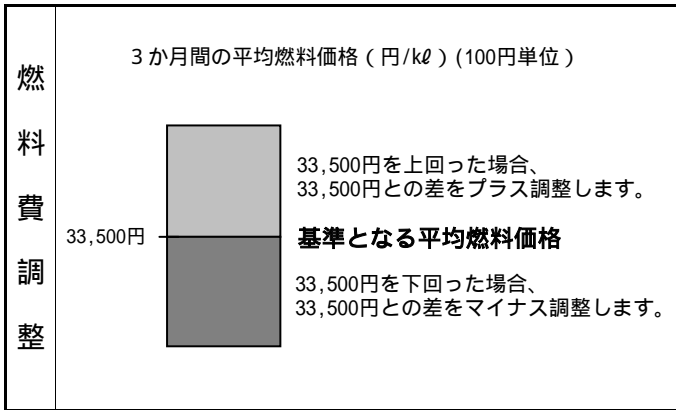 燃料費調整
3か月間の平均燃料価格(円/kℓ)(100円単位)
33,500円を上回った場合、
33,500円との差をプラス調整します。
33,500円
基準となる平均燃料価格
33,500円を下回った場合、
33,500円との差をマイナス調整します。